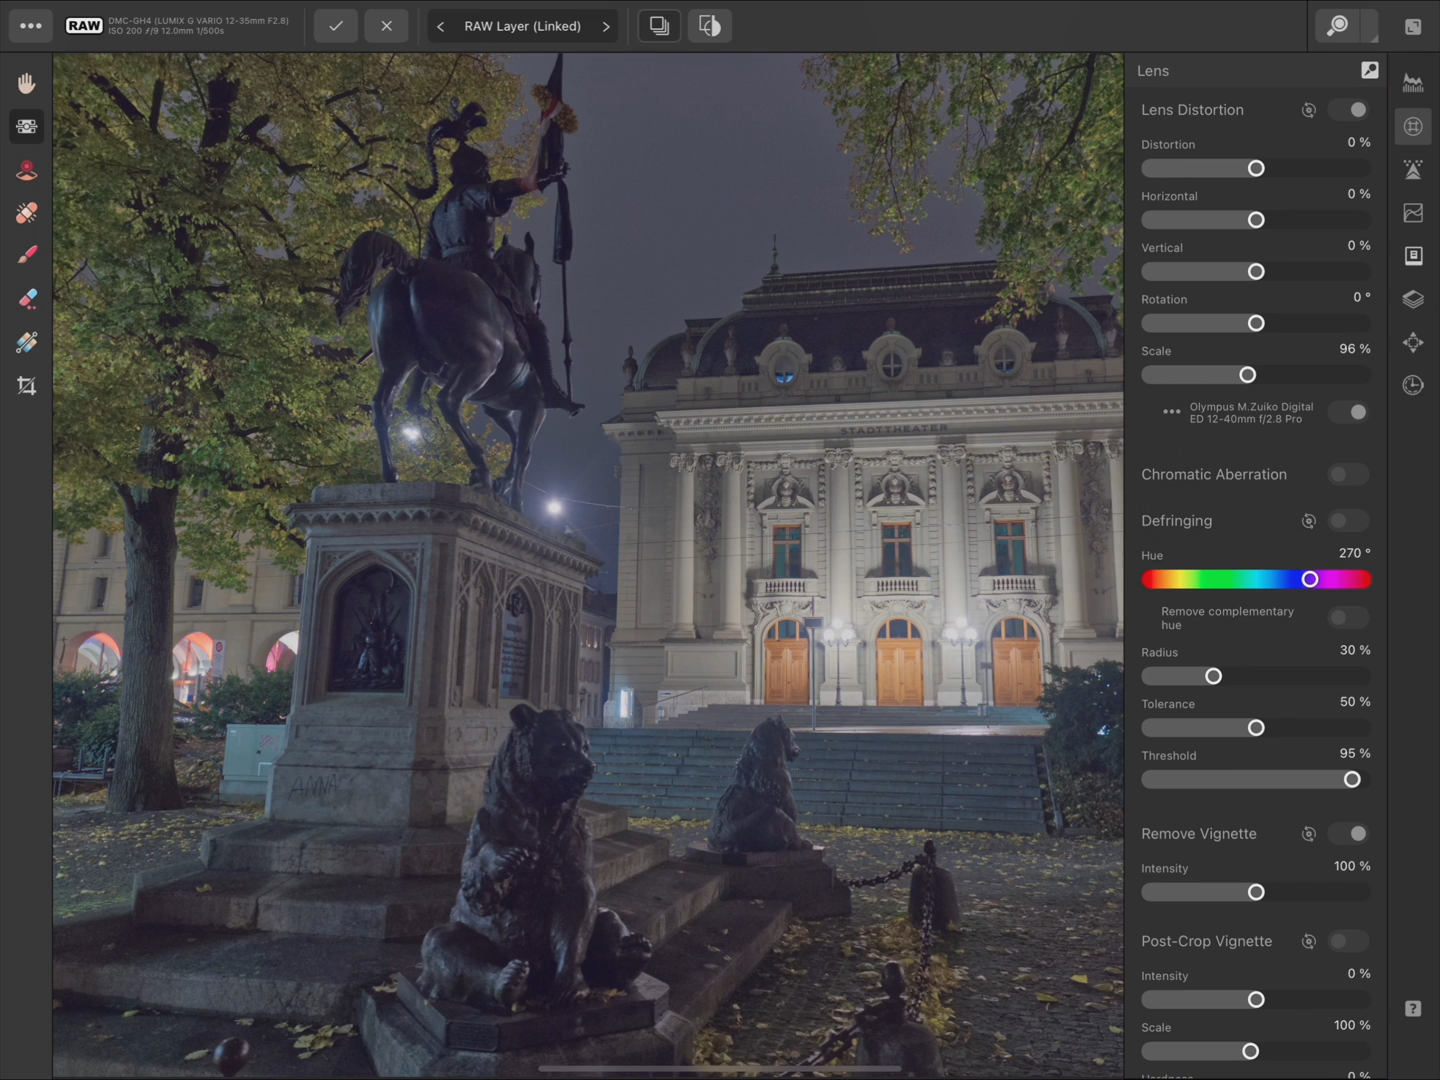 RAW
DMC-GH4 (LUMIX G VARIO 12-35mm F2.8)
ISO 200 ƒ/9 12.0mm 1/500s
RAW Layer (Linked)
Lens
Lens Distortion
Distortion 0 %
Horizontal 0 %
Vertical 0 %
Rotation 0 °
Scale 96 %
Olympus M.Zuiko Digital
ED 12-40mm f/2.8 Pro
Chromatic Aberration
Defringing
Hue 270 °
Remove complementary
hue
Radius 30 %
Tolerance 50 %
Threshold 95 %
Remove Vignette
Intensity 100 %
Post-Crop Vignette
Intensity 0 %
Scale 100 %
STADTTHEATER
ANNA
?